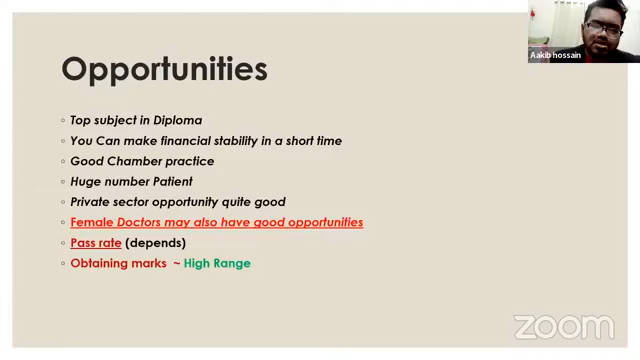 Opportunities
Top subject in Diploma
You Can make financial stability in a short time
Good Chamber practice
Huge number Patient
Private sector opportunity quite good
Female Doctors may also have good opportunities
Pass rate (depends)
Obtaining marks ~ High Range
Aakib hossain
zoom